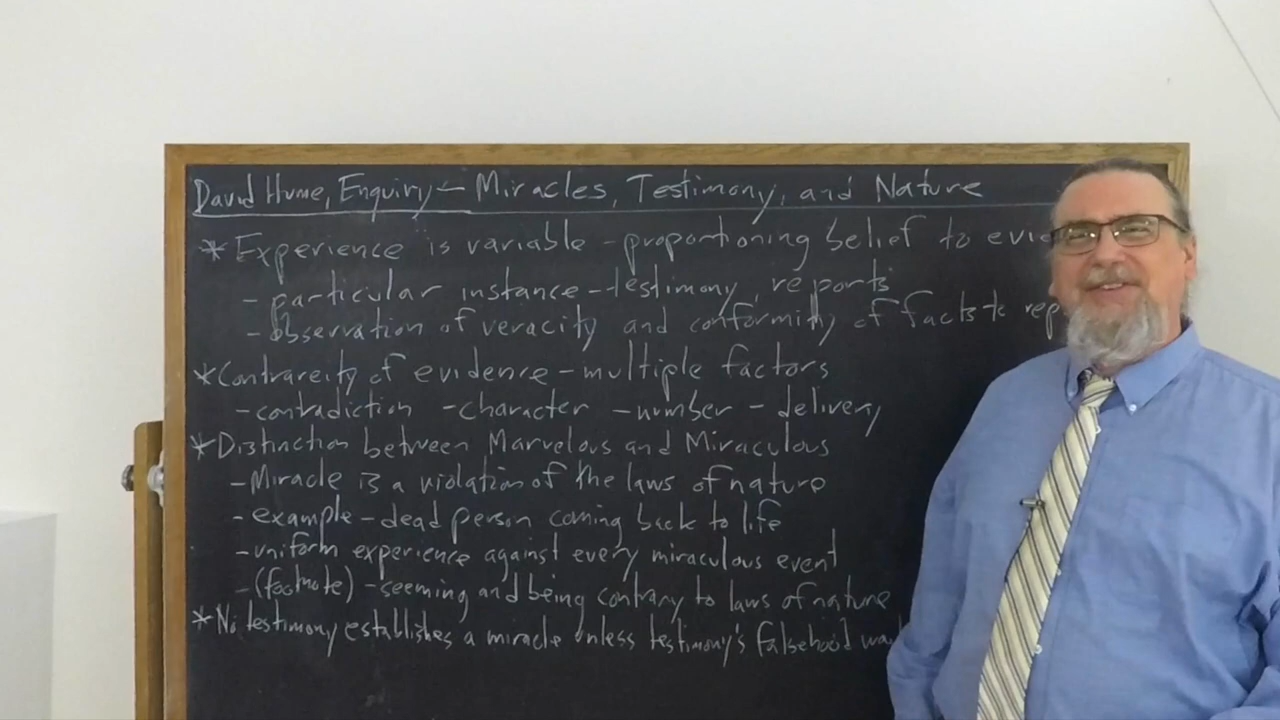 David Hume, Enquiry - Miracles, Testimony, and Nature
* Experience is variable - proportioning belief to evid
- particular instance - testimony, reports
- observation of veracity and conformity of facts to rep
* Contrareity of evidence - multiple factors
- contradiction - character - number - delivery
* Distinction between Marvelous and Miraculous
- Miracle is a violation of the laws of nature
- example - dead person coming back to life
- uniform experience against every miraculous event
- (footnote) - seeming and being contrary to laws of nature
* No testimony establishes a miracle unless testimony's falsehood